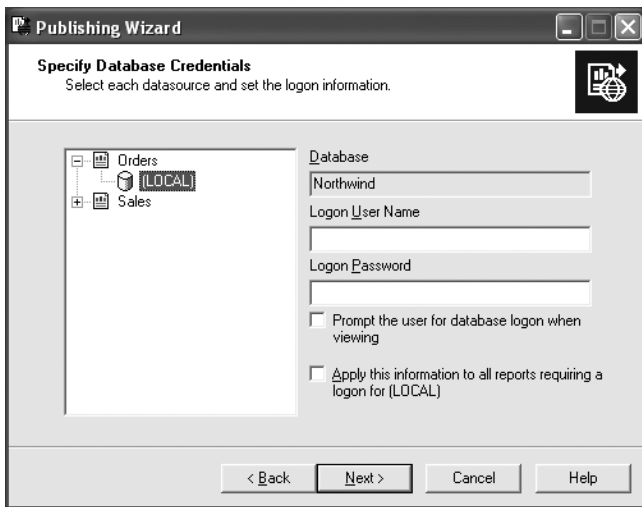 Publishing Wizard
Specify Database Credentials
Select each datasource and set the logon information.
Orders
(LOCAL)
Sales
Database
Northwind
Logon User Name
Logon Password
Prompt the user for database logon when
viewing
Apply this information to all reports requiring a
logon for (LOCAL)
< Back
Next >
Cancel
Help